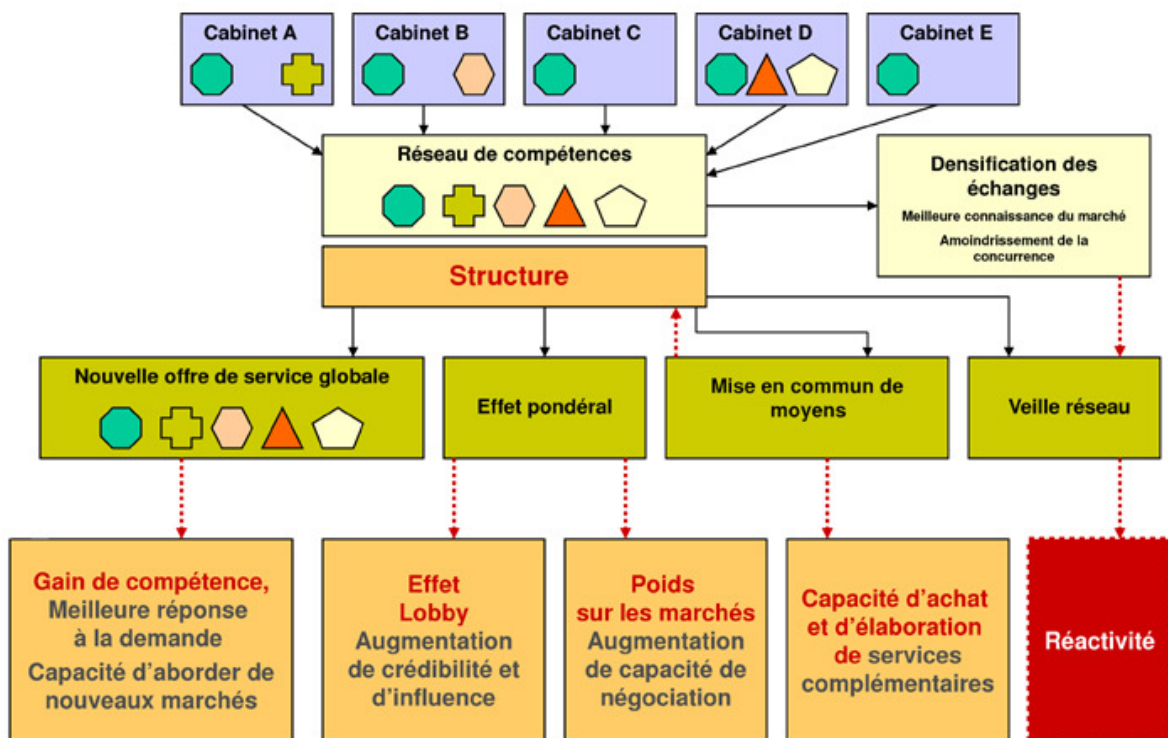 Cabinet A
Cabinet B
Cabinet C
Cabinet D
Cabinet E
Réseau de compétences
Densification des
échanges
Meilleure connaissance du marché
Amoindrissement de la
concurrence
Structure
Nouvelle offre de service globale
Effet pondéral
Mise en commun de
moyens
Veille réseau
Gain de compétence,
Meilleure réponse
à la demande
Capacité d’aborder de
nouveaux marchés
Effet
Lobby
Augmentation
de crédibilité et
d’influence
Poids
sur les marchés
Augmentation
de capacité de
négociation
Capacité d’achat
et d’élaboration
de services
complémentaires
Réactivité